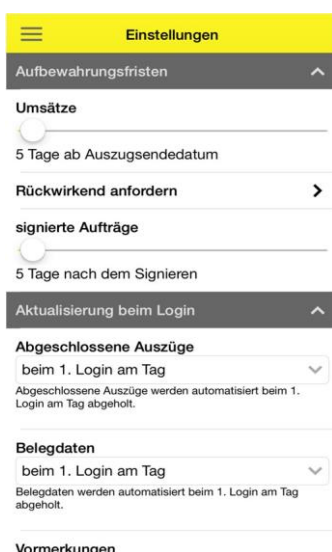 Einstellungen
Aufbewahrungsfristen
Umsätze
5 Tage ab Auszugsendedatum
Rückwirkend anfordern
signierte Aufträge
5 Tage nach dem Signieren
Aktualisierung beim Login
Abgeschlossene Auszüge
beim 1. Login am Tag
Abgeschlossene Auszüge werden automatisiert beim 1.
Login am Tag abgeholt.
Belegdaten
beim 1. Login am Tag
Belegdaten werden automatisiert beim 1. Login am Tag
abgeholt.
Vormerkungen